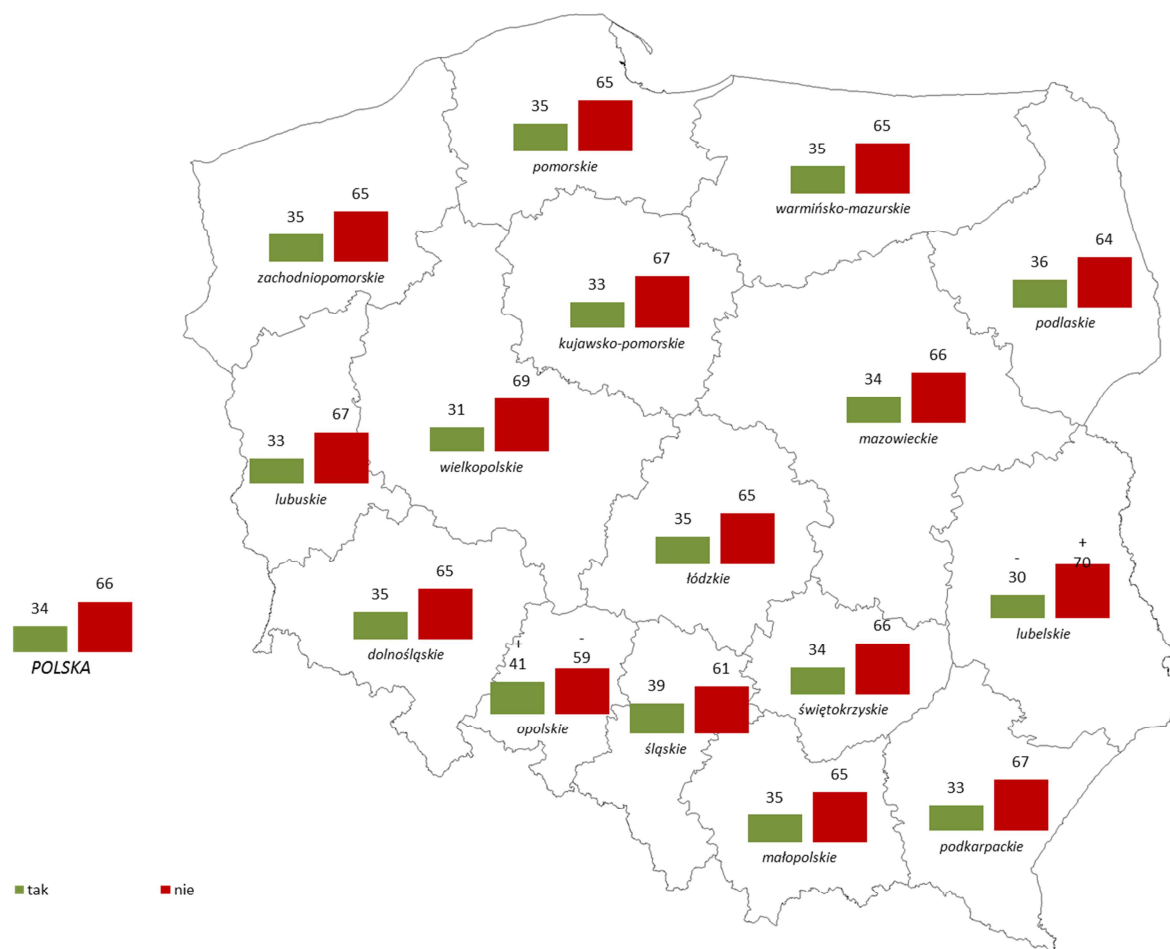 35 65
pomorskie
35 65
warmińsko-mazurskie
35 65
zachodniopomorskie
36 64
podlaskie
33 67
kujawsko-pomorskie
34 66
mazowieckie
31 69
wielkopolskie
33 67
lubuskie
35 65
łódzkie
- +
30 70
lubelskie
34 66
POLSKA
35 65
dolnośląskie
+ -
41 59
opolskie
39 61
śląskie
34 66
świętokrzyskie
35 65
małopolskie
33 67
podkarpackie
tak nie